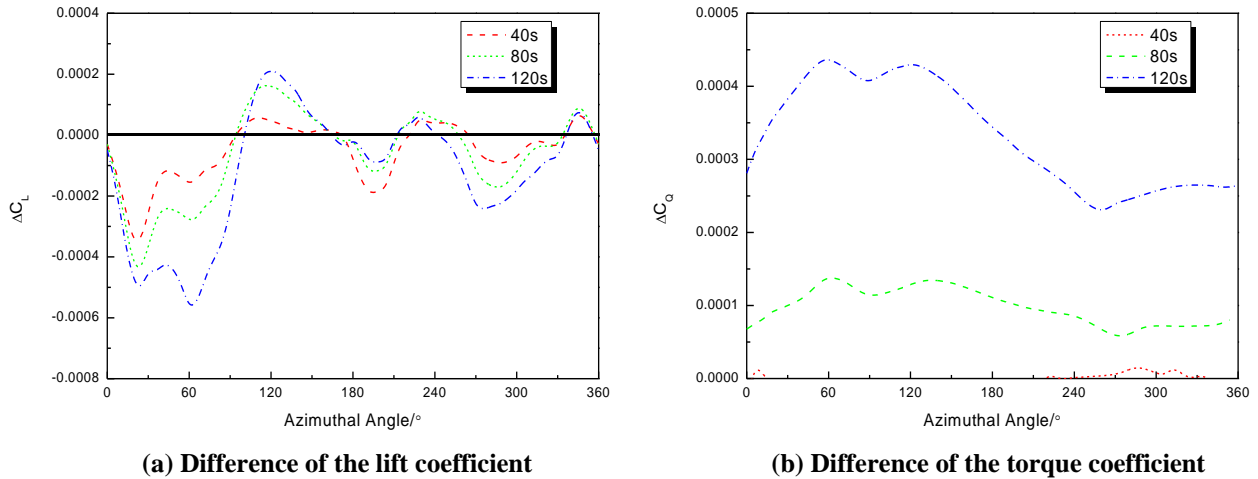 0.0004
0.0002
0.0000
-0.0002
-0.0004
-0.0006
-0.0008
ΔC_L
0 60 120 180 240 300 360
Azimuthal Angle/°
40s
80s
120s
(a) Difference of the lift coefficient
0.0005
0.0004
0.0003
0.0002
0.0001
0.0000
ΔC_Q
0 60 120 180 240 300 360
Azimuthal Angle/°
40s
80s
120s
(b) Difference of the torque coefficient